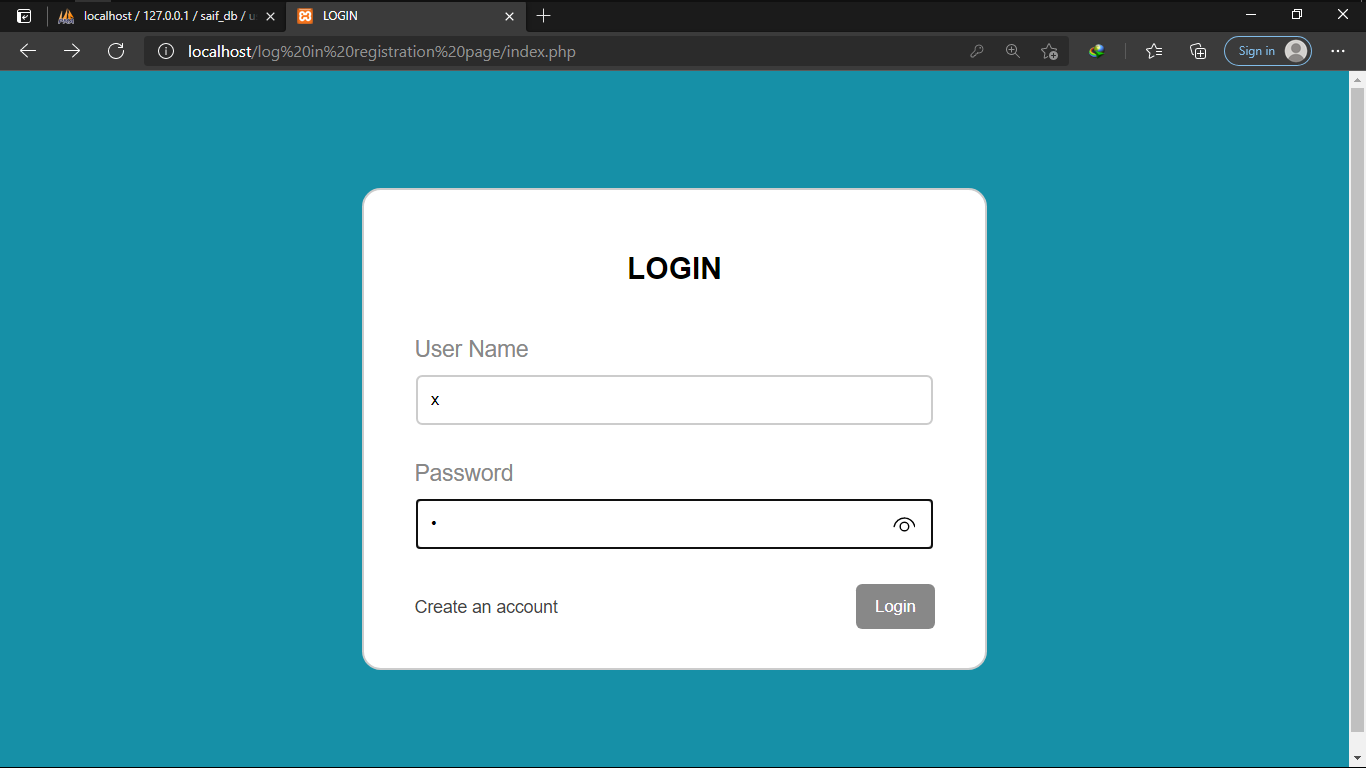 localhost / 127.0.0.1 / saif_db / us
LOGIN
localhost/log%20in%20registration%20page/index.php
Sign in
LOGIN
User Name
x
Password
•
Create an account
Login